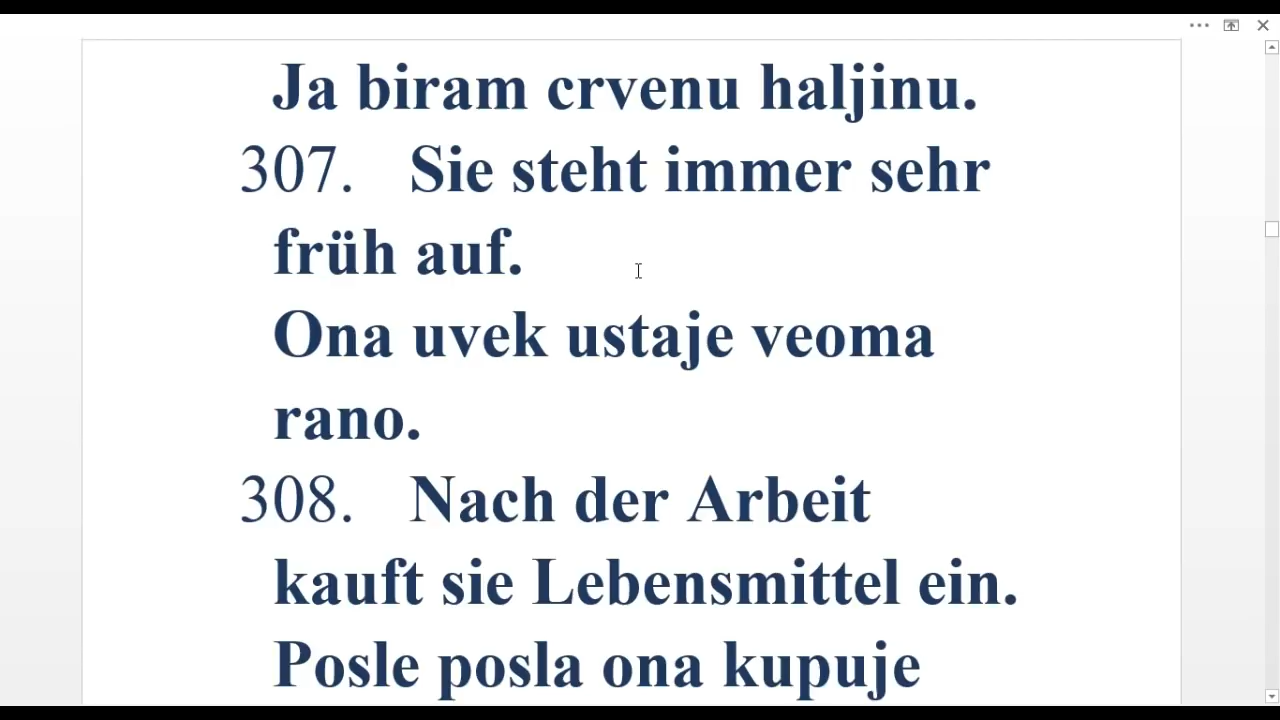 Ja biram crvenu haljinu.
307. Sie steht immer sehr
früh auf.
Ona uvek ustaje veoma
rano.
308. Nach der Arbeit
kauft sie Lebensmittel ein.
Posle posla ona kupuje